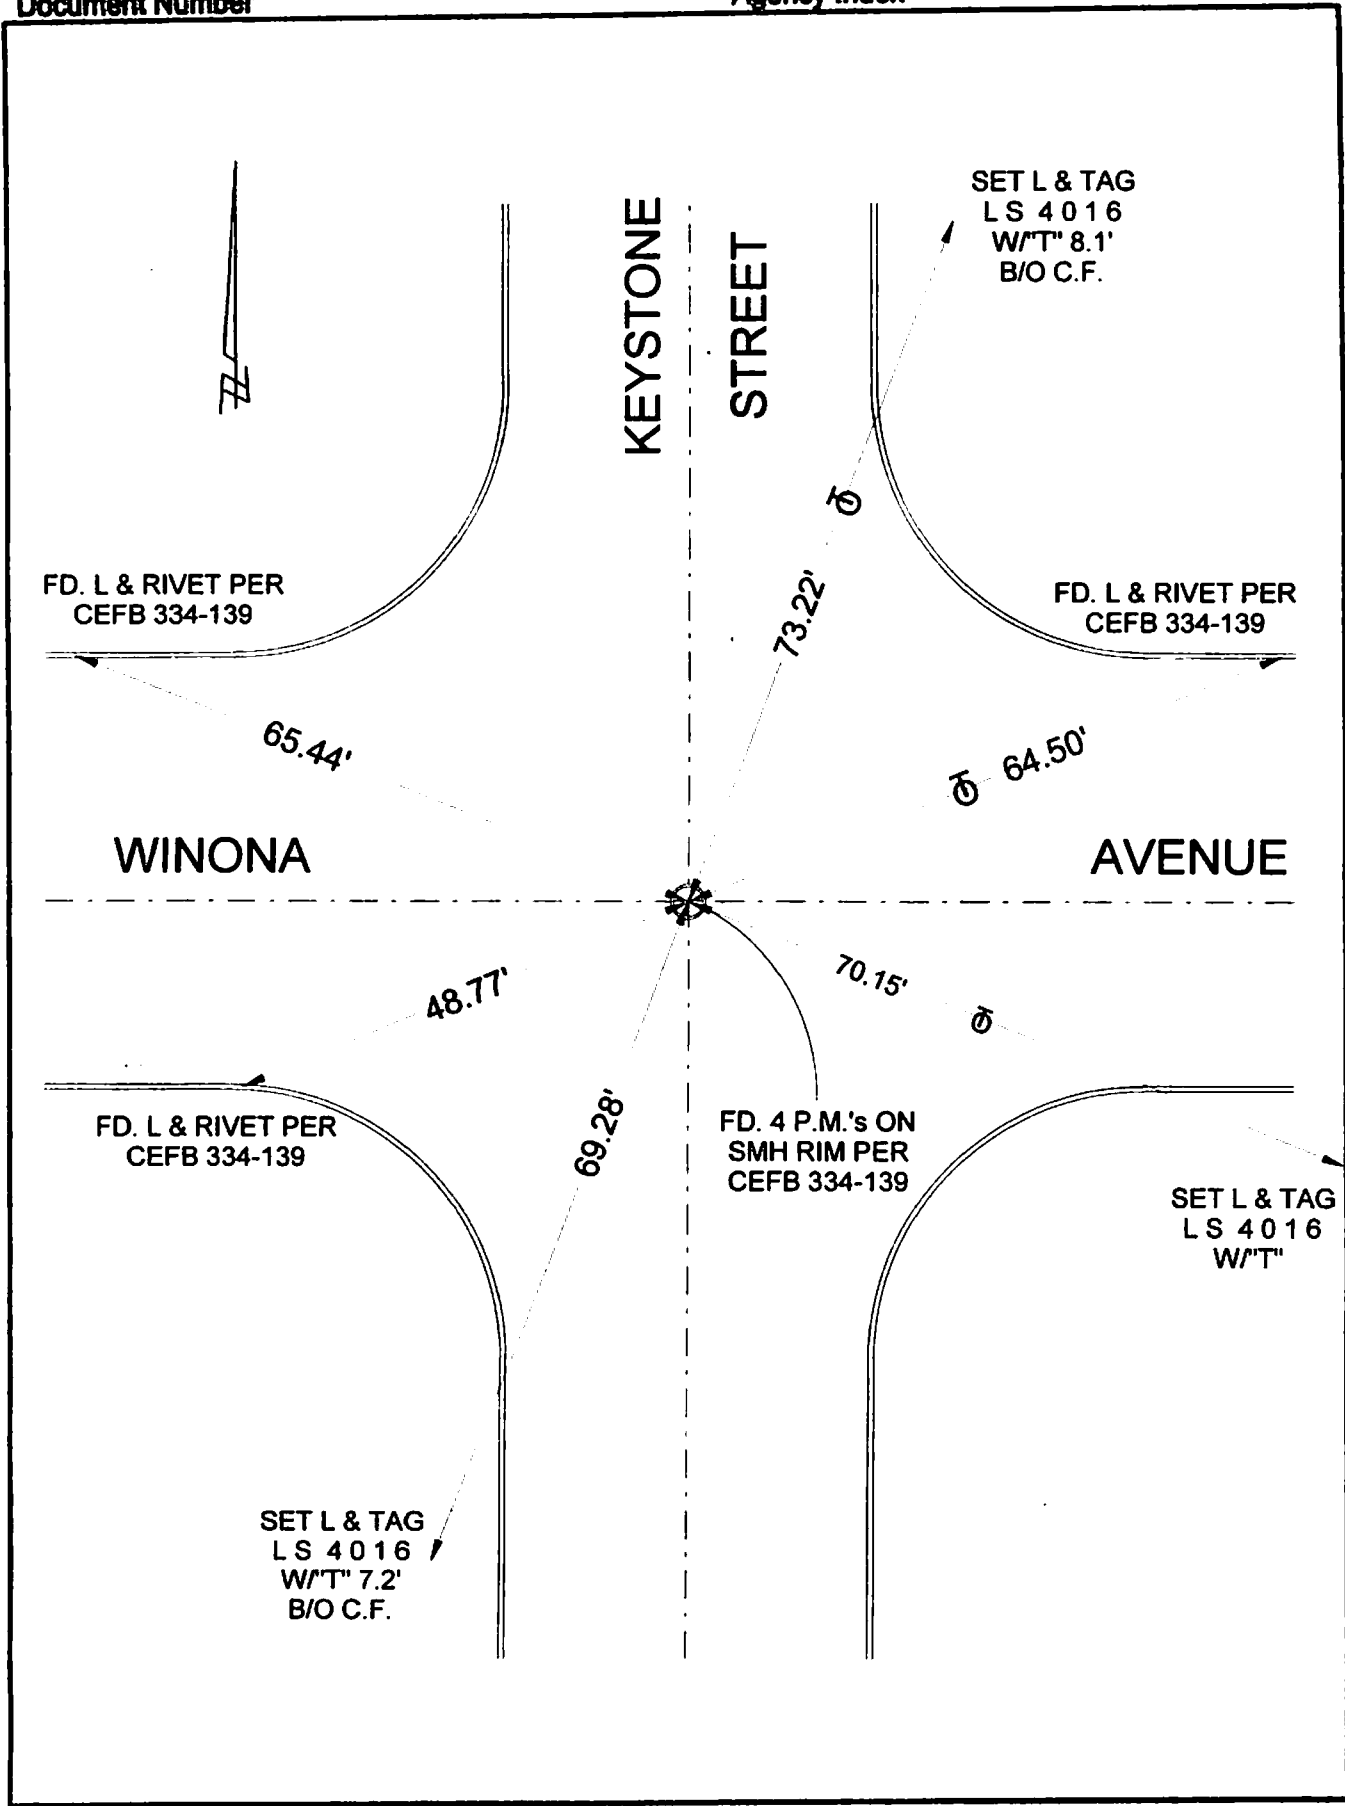 Document Number
Agency Index
SET L & TAG
L S 4 0 1 6
W/"T" 8.1'
B/O C.F.
KEYSTONE
STREET
N
FD. L & RIVET PER
CEFB 334-139
FD. L & RIVET PER
CEFB 334-139
73.22'
65.44'
64.50'
WINONA
AVENUE
48.77'
70.15'
69.28'
FD. L & RIVET PER
CEFB 334-139
FD. 4 P.M.'s ON
SMH RIM PER
CEFB 334-139
SET L & TAG
L S 4 0 1 6
W/"T"
SET L & TAG
L S 4 0 1 6
W/"T" 7.2'
B/O C.F.